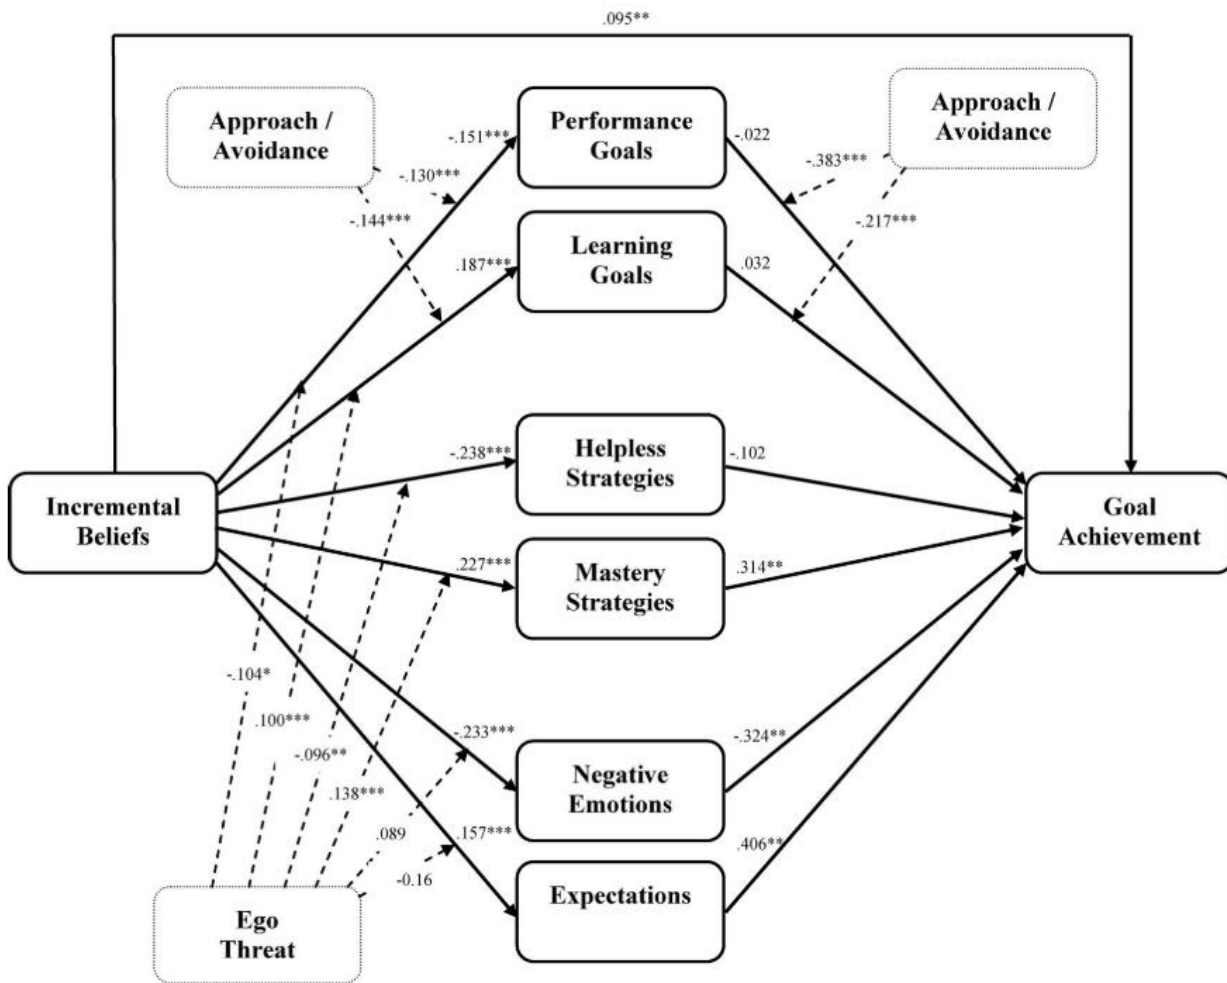 .095**
Approach /
Avoidance
Performance
Goals
Approach /
Avoidance
-.151***
-.022
-.130***
-.383***
-.144***
-.217***
Learning
Goals
.187***
.032
Helpless
Strategies
-.238***
-.102
Incremental
Beliefs
Goal
Achievement
Mastery
Strategies
.227***
.314**
-.104*
.100***
-.233***
-.324**
-.096**
Negative
Emotions
.138***
.089
.157***
.406**
-0.16
Expectations
Ego
Threat